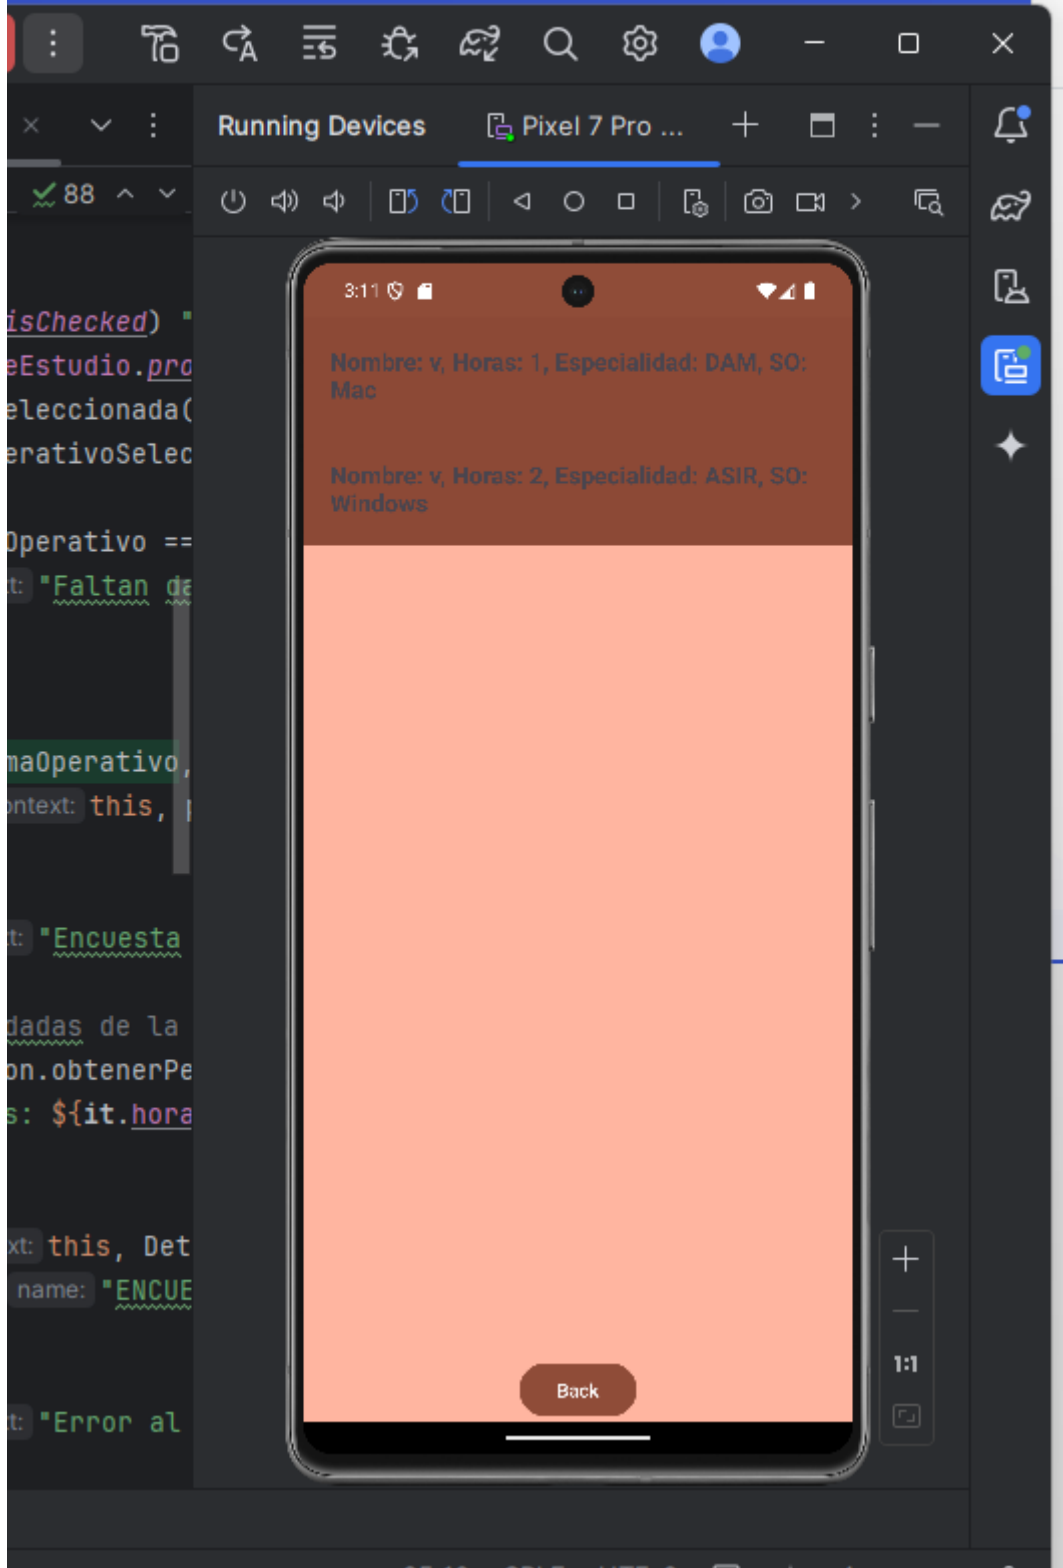 Running Devices
Pixel 7 Pro ...
88
3:11
isChecked) "
Nombre: v, Horas: 1, Especialidad: DAM, SO:
Mac
eEstudio.pro
eleccionada(
erativoSelec
Nombre: v, Horas: 2, Especialidad: ASIR, SO:
Windows
Operativo ==
t: "Faltan da
maOperativo,
ontext: this, p
t: "Encuesta
dadas de la
on.obtenerPe
s: ${it.hora
xt: this, Det
name: "ENCUE
1:1
Back
t: "Error al